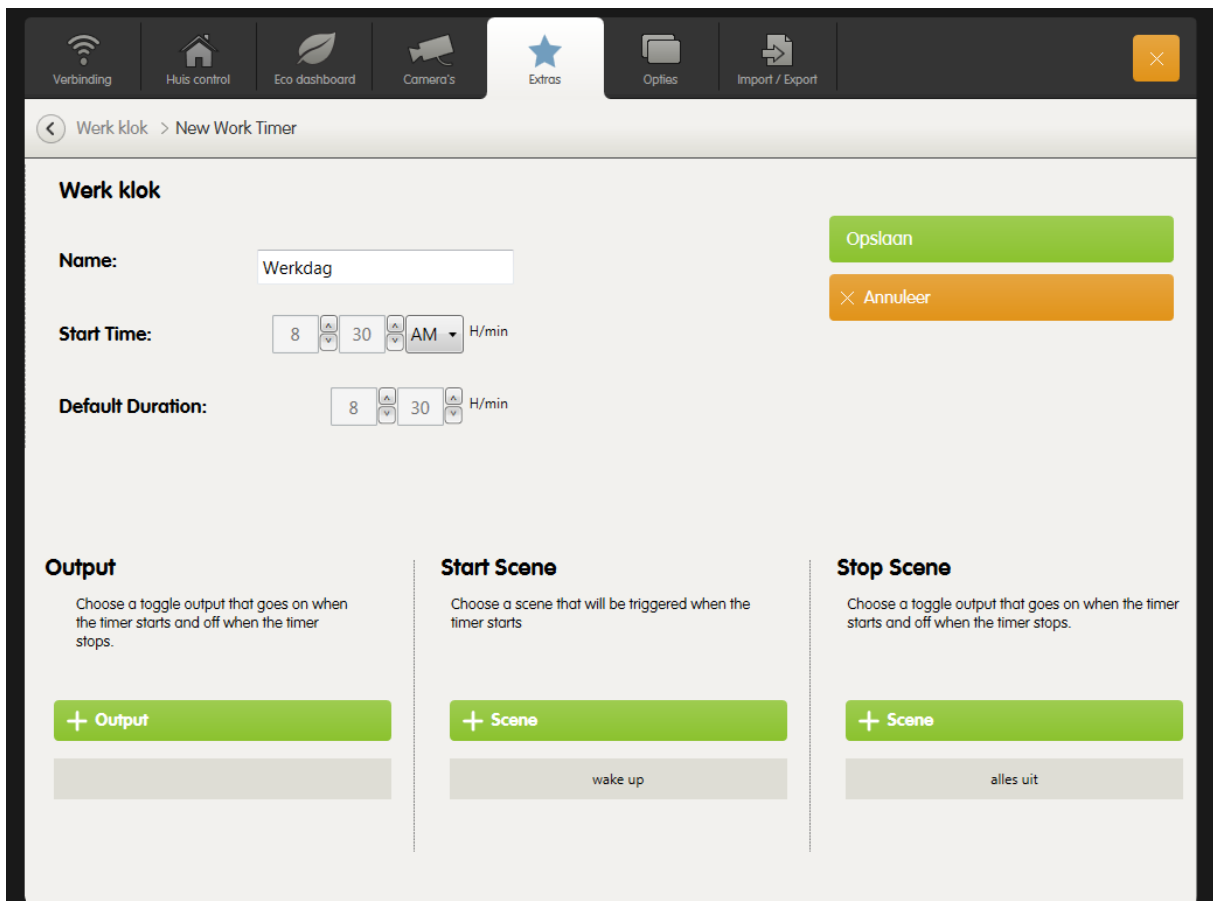 Verbinding
Huis control
Eco dashboard
Camera's
Extras
Opties
Import / Export
Werk klok > New Work Timer
Werk klok
Opslaan
Annuleer
Name: Werkdag
Start Time: 8 30 AM H/min
Default Duration: 8 30 H/min
Output
Choose a toggle output that goes on when
the timer starts and off when the timer
stops.
+ Output
Start Scene
Choose a scene that will be triggered when the
timer starts
+ Scene
wake up
Stop Scene
Choose a toggle output that goes on when the timer
starts and off when the timer stops.
+ Scene
alles uit